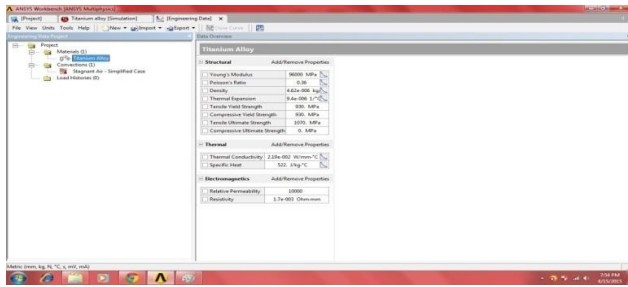 ANSYS Workbench [ANSYS Multiphysics]
[Project] Titanium alloy [Simulation] [Engineering Data]
File View Units Tools Help New Import Export
Data Overview
Project
Materials (1)
Titanium Alloy
Convections (1)
Stagnant Air - Simplified Case
Load Histories (0)
Titanium Alloy
Structural Add/Remove Properties
Young's Modulus 96000 MPa
Poisson's Ratio 0.36
Density 4.62e-006 kg
Thermal Expansion 9.4e-006 1/°C
Tensile Yield Strength 930. MPa
Compressive Yield Strength 930. MPa
Tensile Ultimate Strength 1070. MPa
Compressive Ultimate Strength 0. MPa
Thermal Add/Remove Properties
Thermal Conductivity 2.19e-002 W/mm·°C
Specific Heat 522. J/kg·°C
Electromagnetics Add/Remove Properties
Relative Permeability 10000
Resistivity 1.7e-003 Ohm·mm
Metric (mm, kg, N, °C, s, mV, mA)
7:54 PM
4/15/2015